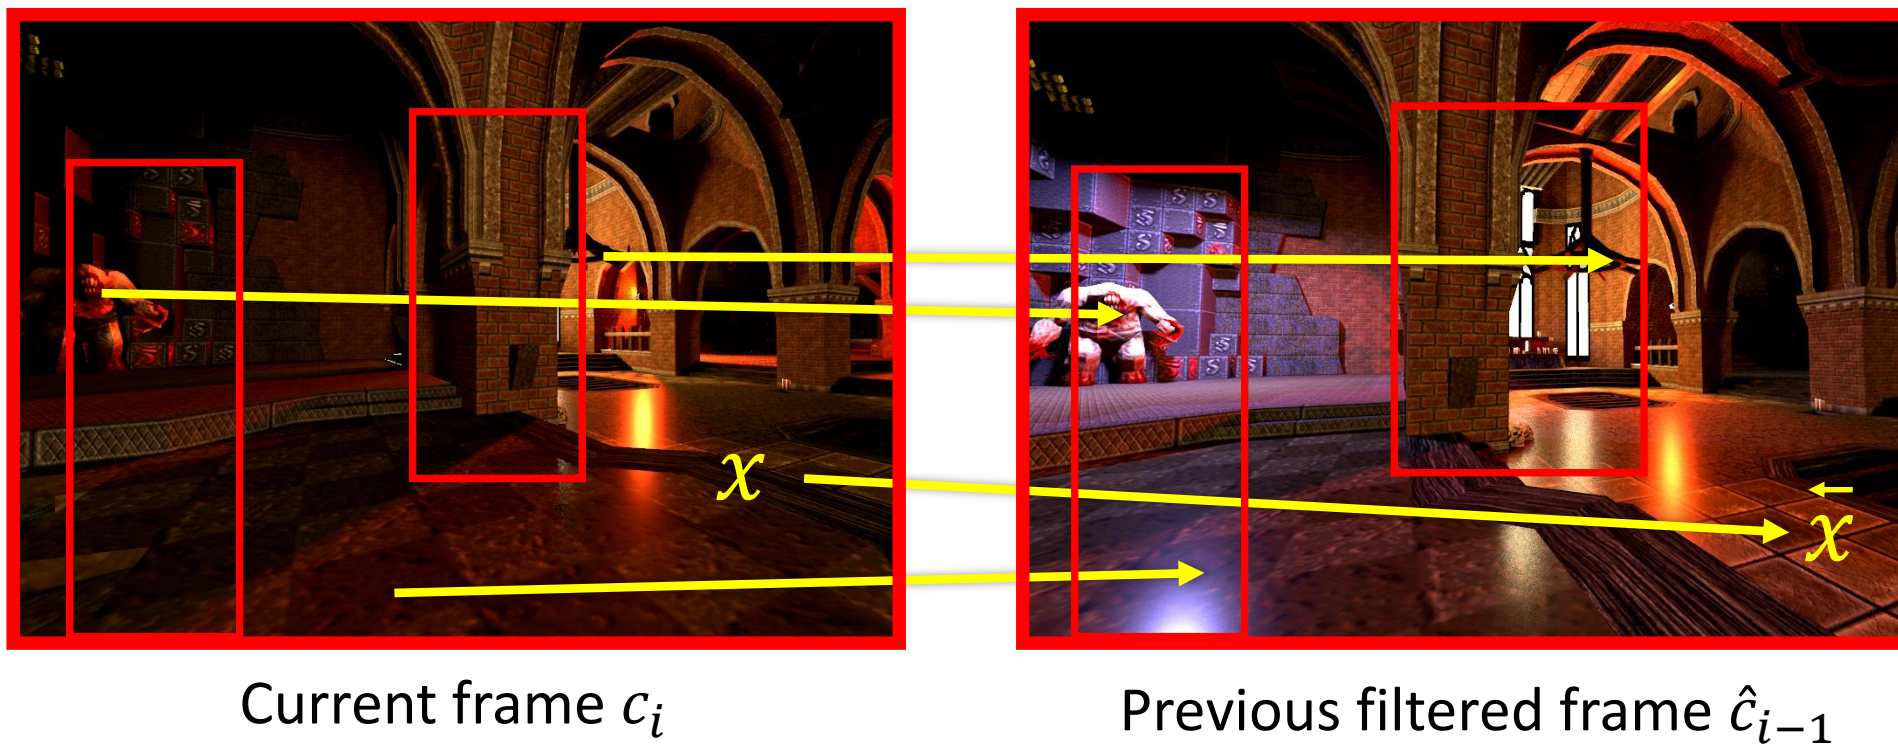 x
x⃖
Current frame cᵢ
Previous filtered frame ĉᵢ₋₁